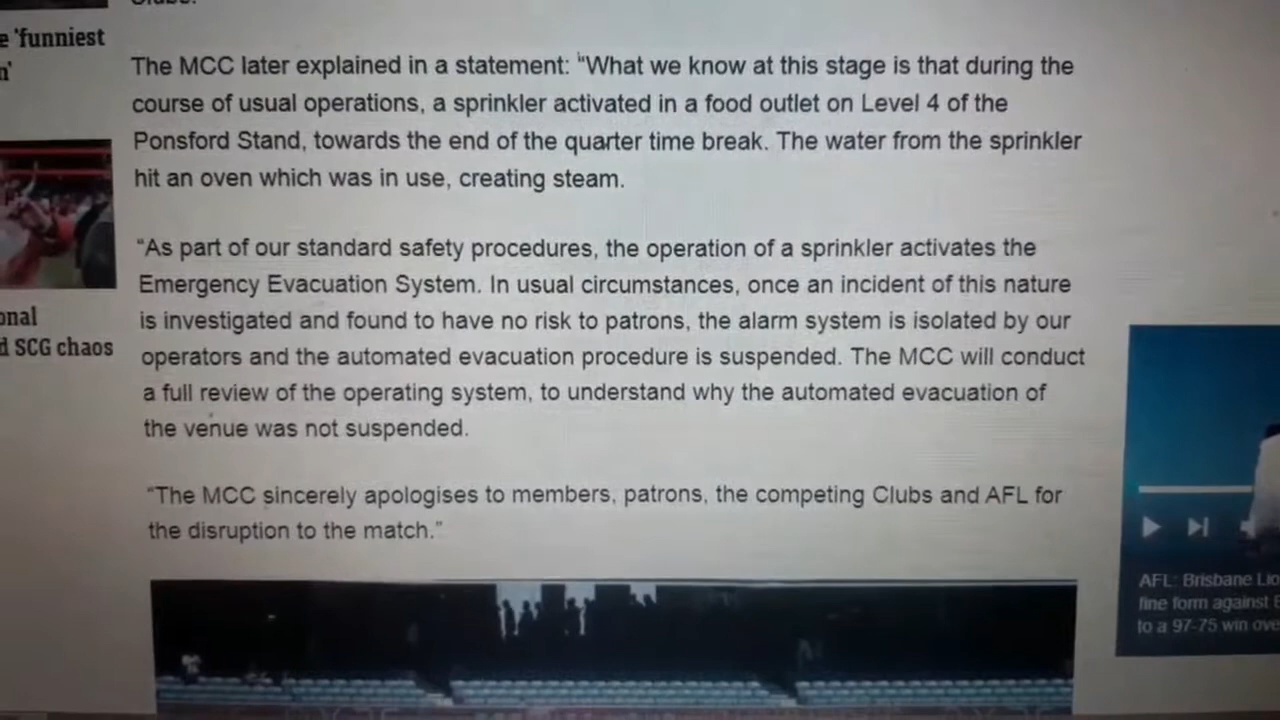 e 'funniest
n'
The MCC later explained in a statement: "What we know at this stage is that during the
course of usual operations, a sprinkler activated in a food outlet on Level 4 of the
Ponsford Stand, towards the end of the quarter time break. The water from the sprinkler
hit an oven which was in use, creating steam.
"As part of our standard safety procedures, the operation of a sprinkler activates the
Emergency Evacuation System. In usual circumstances, once an incident of this nature
is investigated and found to have no risk to patrons, the alarm system is isolated by our
operators and the automated evacuation procedure is suspended. The MCC will conduct
a full review of the operating system, to understand why the automated evacuation of
the venue was not suspended.
"The MCC sincerely apologises to members, patrons, the competing Clubs and AFL for
the disruption to the match."
onal
d SCG chaos
AFL: Brisbane Lio
fine form against
to a 97-75 win ove